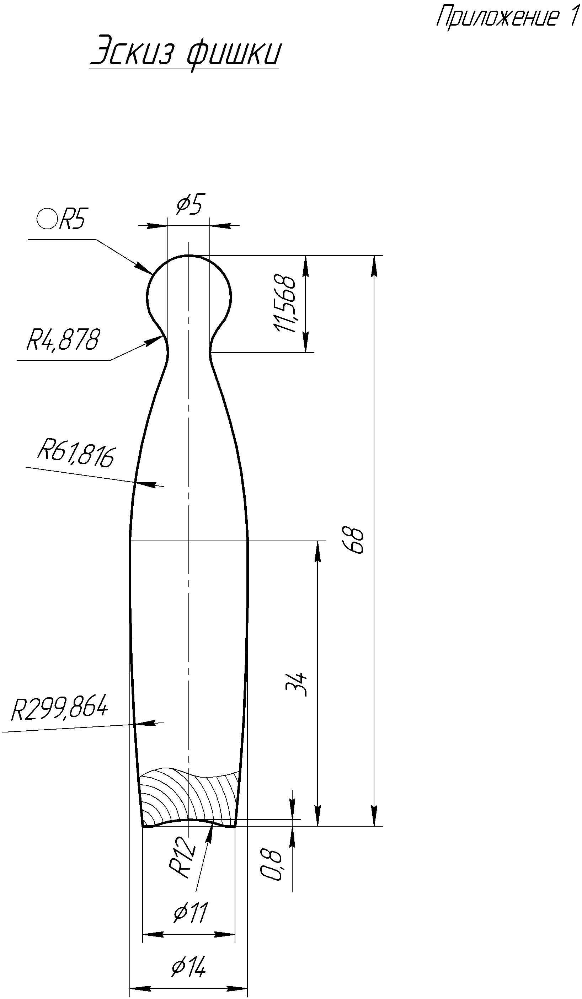 Приложение 1
Эскиз фишки
⌀5
○R5
11,568
R4,878
R61,816
68
34
R299,864
R12
0,8
⌀11
⌀14